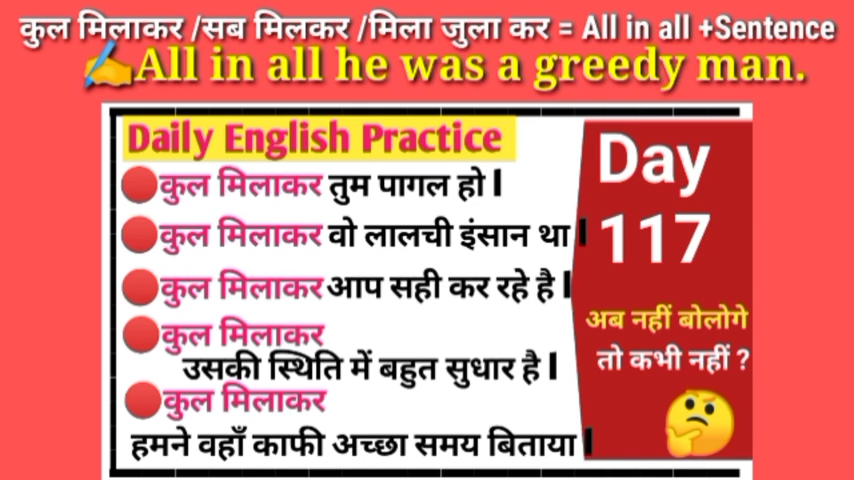 कुल मिलाकर /सब मिलकर /मिला जुला कर = All in all +Sentence
✍️All in all he was a greedy man.
Daily English Practice
🔴कुल मिलाकर तुम पागल हो l
🔴कुल मिलाकर वो लालची इंसान था l
🔴कुल मिलाकर आप सही कर रहे है l
🔴कुल मिलाकर
उसकी स्थिति में बहुत सुधार है l
🔴कुल मिलाकर
हमने वहाँ काफी अच्छा समय बिताया l
Day
117
अब नहीं बोलोगे
तो कभी नहीं ?
🤔